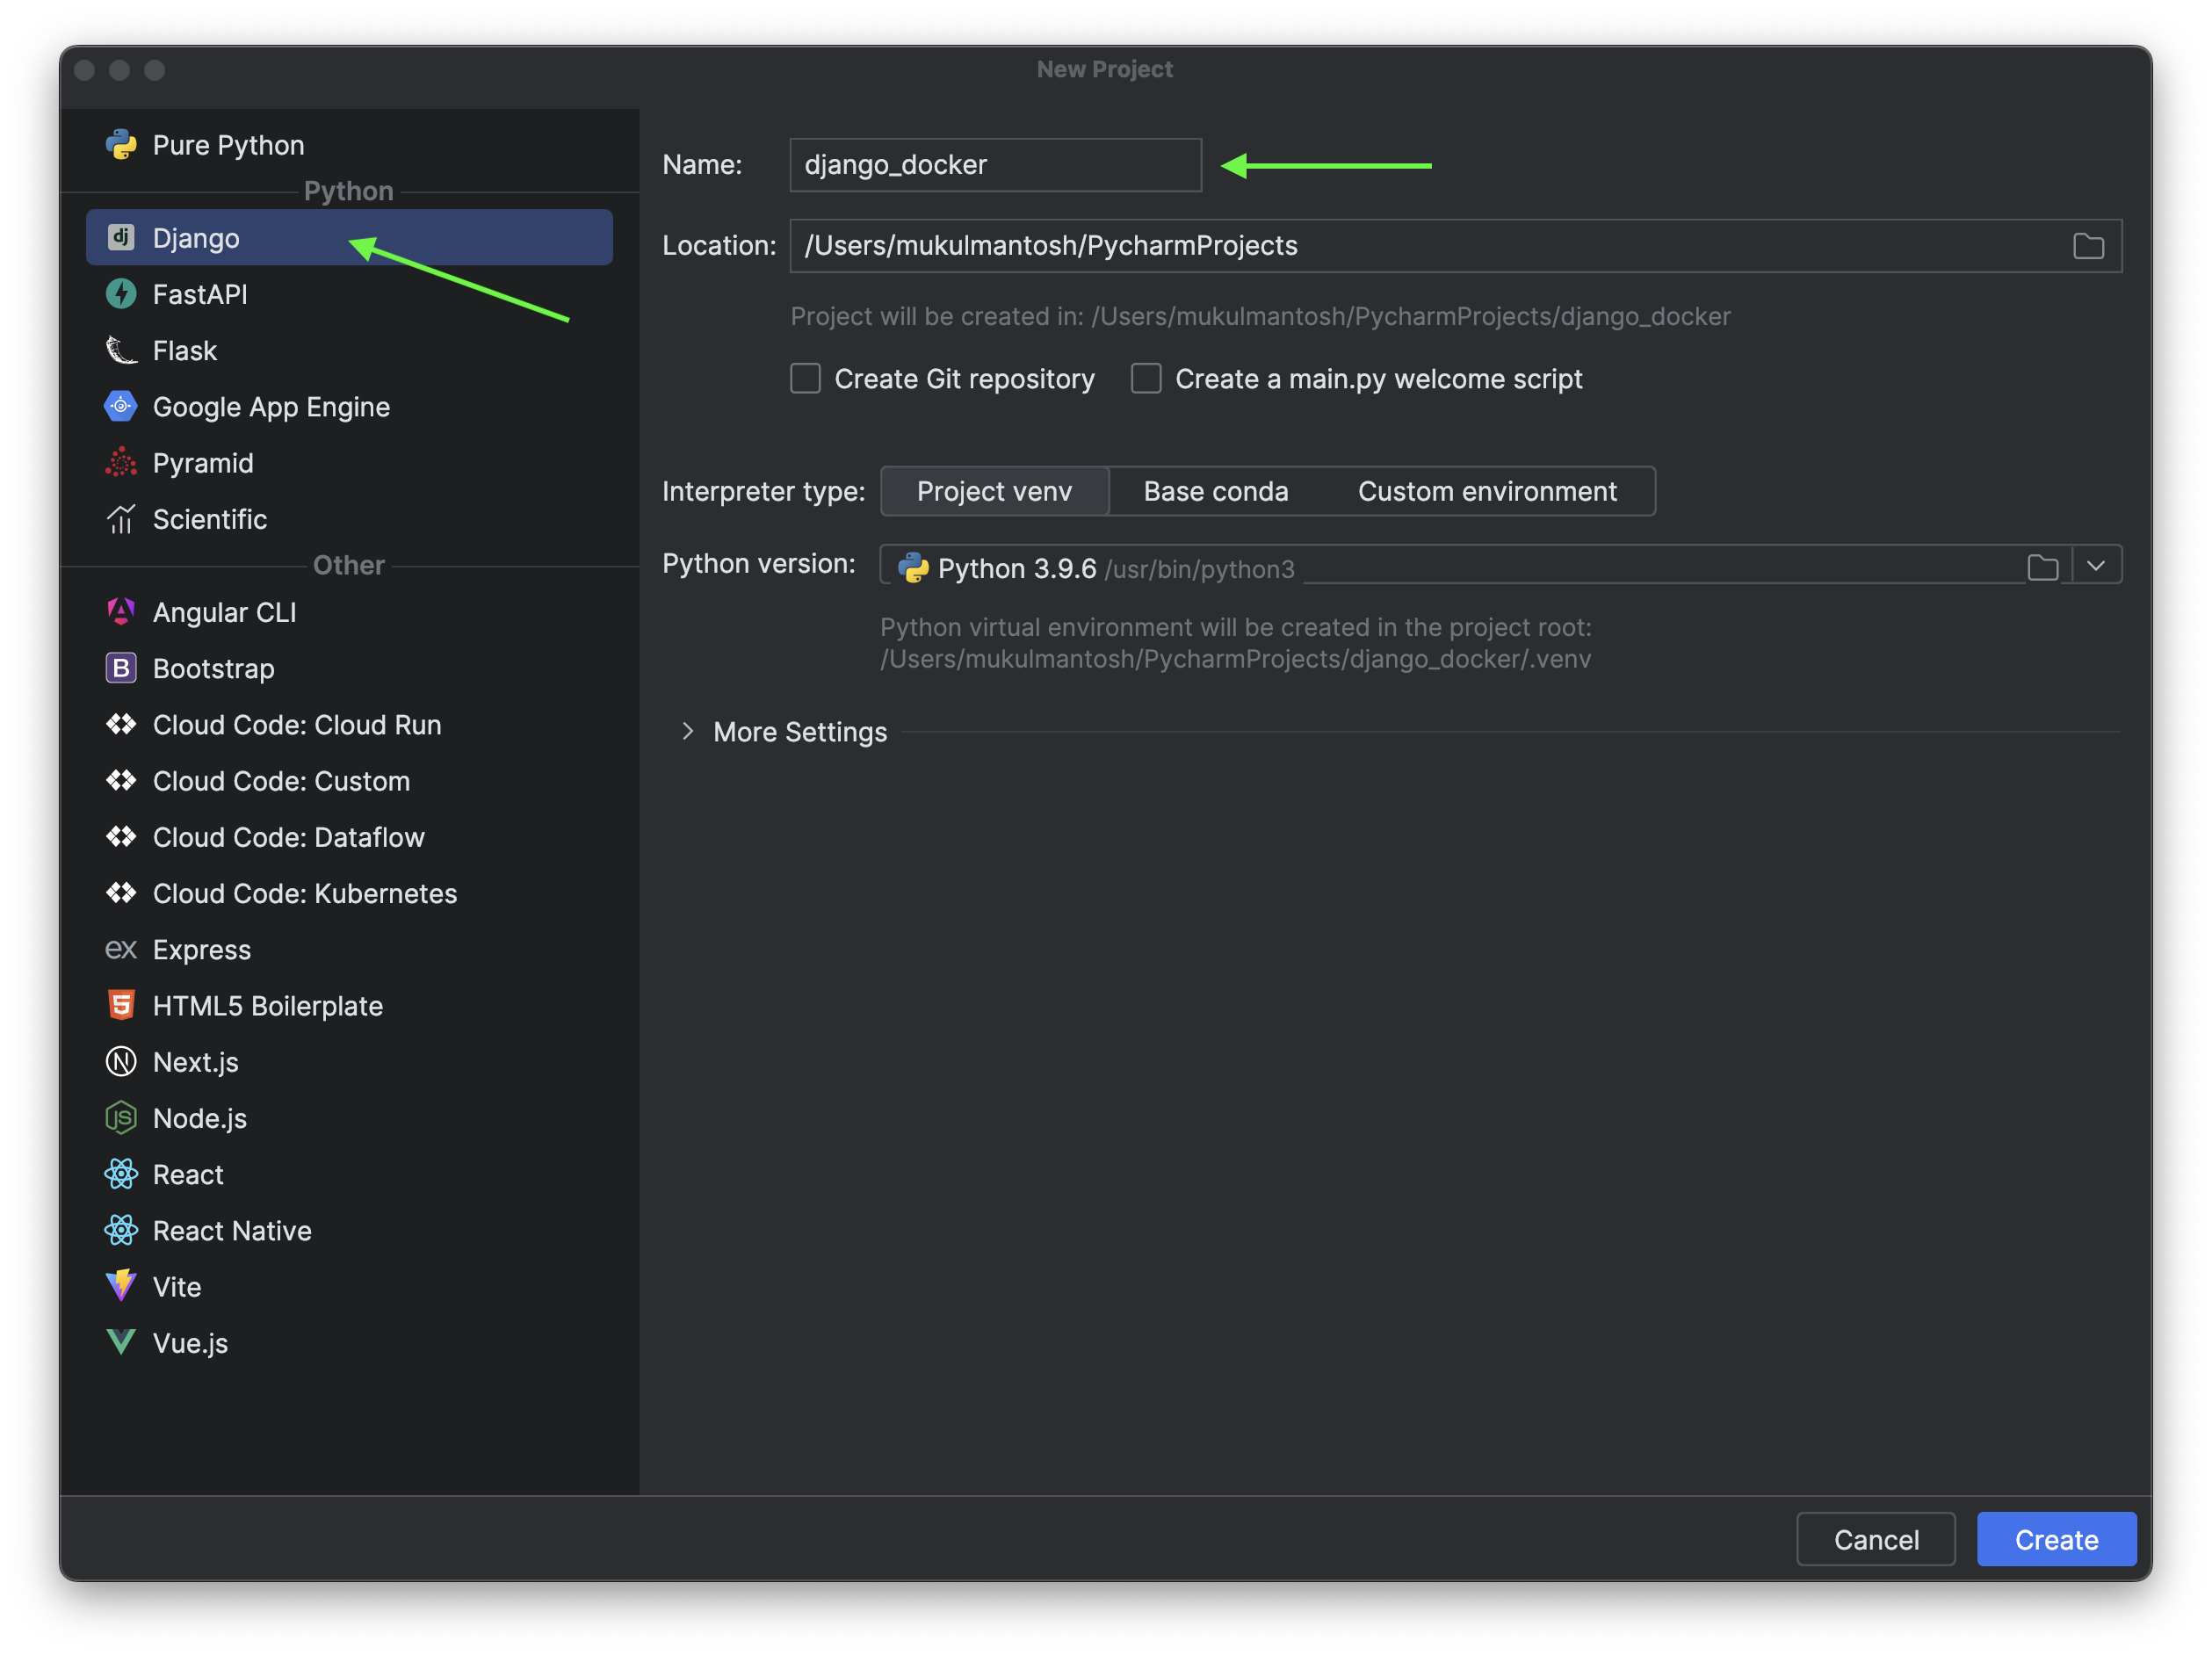 New Project
Pure Python
Python
Django
FastAPI
Flask
Google App Engine
Pyramid
Scientific
Other
Angular CLI
Bootstrap
Cloud Code: Cloud Run
Cloud Code: Custom
Cloud Code: Dataflow
Cloud Code: Kubernetes
Express
HTML5 Boilerplate
Next.js
Node.js
React
React Native
Vite
Vue.js
Name: django_docker
Location: /Users/mukulmantosh/PycharmProjects
Project will be created in: /Users/mukulmantosh/PycharmProjects/django_docker
Create Git repository Create a main.py welcome script
Interpreter type: Project venv Base conda Custom environment
Python version: Python 3.9.6 /usr/bin/python3
Python virtual environment will be created in the project root:
/Users/mukulmantosh/PycharmProjects/django_docker/.venv
More Settings
Cancel Create